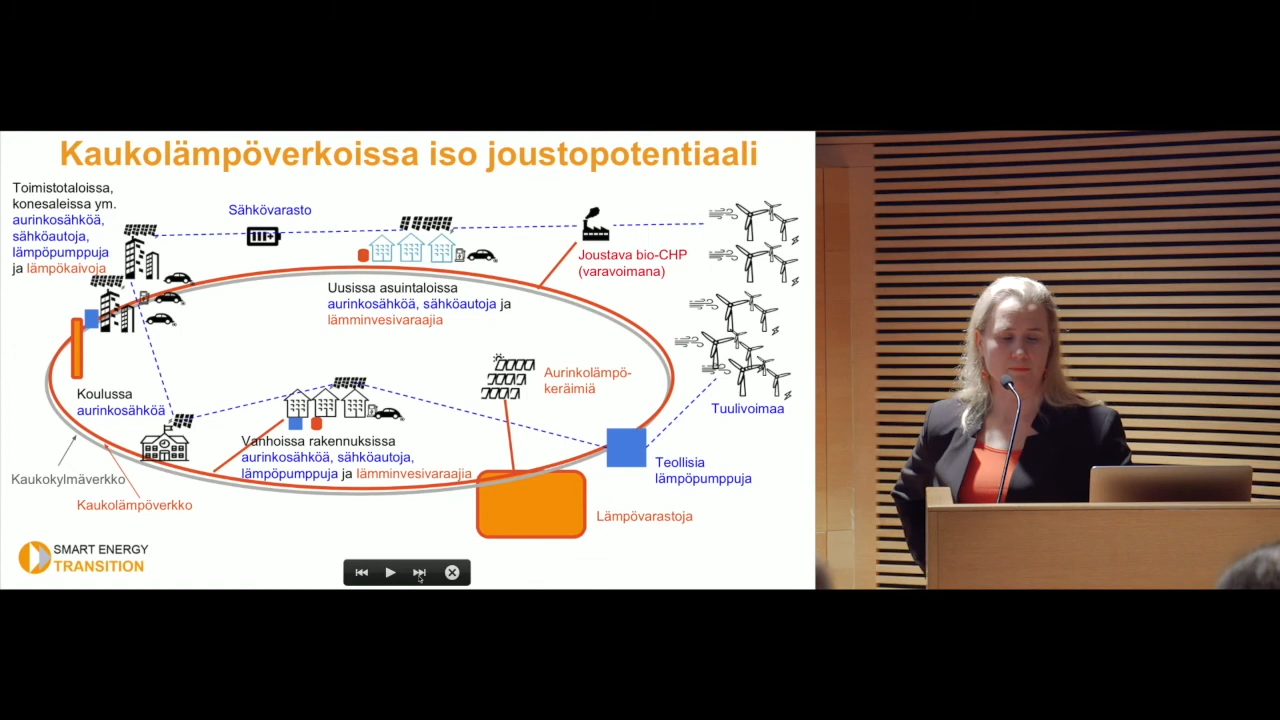 Kaukolämpöverkoissa iso joustopotentiaali
Toimistotaloissa,
konesaleissa ym.
aurinkosähköä,
sähköautoja,
lämpöpumppuja
ja lämpökaivoja
Sähkövarasto
Joustava bio-CHP
(varavoimana)
Uusissa asuintaloissa
aurinkosähköä, sähköautoja ja
lämminvesivaraajia
Aurinkolämpö-
keräimiä
Tuulivoimaa
Koulussa
aurinkosähköä
Vanhoissa rakennuksissa
aurinkosähköä, sähköautoja,
lämpöpumppuja ja lämminvesivaraajia
Teollisia
lämpöpumppuja
Kaukokylmäverkko
Kaukolämpöverkko
Lämpövarastoja
SMART ENERGY
TRANSITION